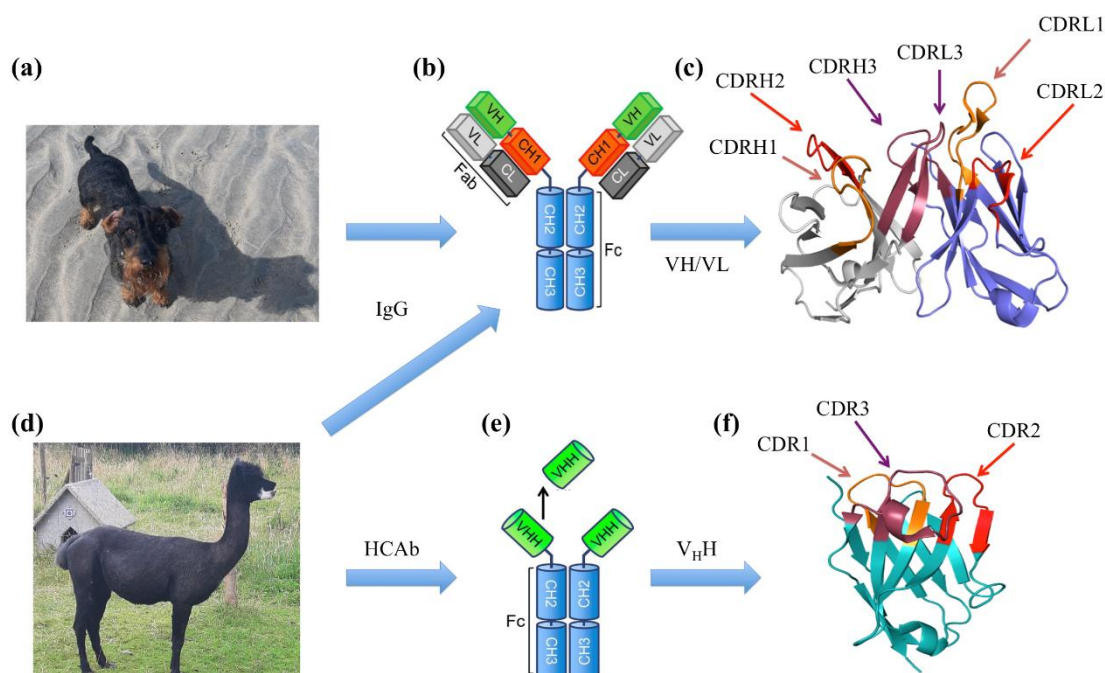 (a)
(b)
(c)
CDRH2
CDRH1
CDRH3
CDRL3
CDRL1
CDRL2
VH
VL
CH1
CL
Fab
VH
VL
CH1
CL
CH2
CH2
CH3
CH3
Fc
IgG
VH/VL
(d)
(e)
(f)
HCAb
VHH
VHH
VHH
Fc
CH2
CH2
CH3
CH3
VHH
CDR1
CDR3
CDR2